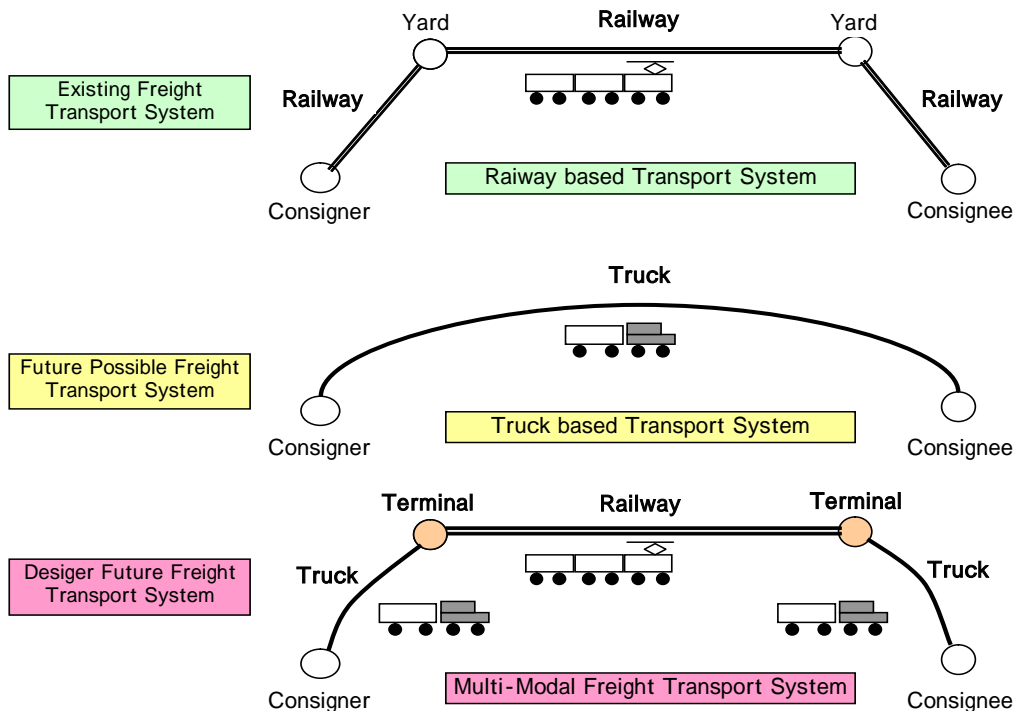 Yard
Railway
Yard
Existing Freight
Transport System
Railway
Railway
Raiway based Transport System
Consigner
Consignee
Truck
Future Possible Freight
Transport System
Consigner
Truck based Transport System
Consignee
Terminal
Railway
Terminal
Desiger Future Freight
Transport System
Truck
Truck
Consigner
Multi-Modal Freight Transport System
Consignee